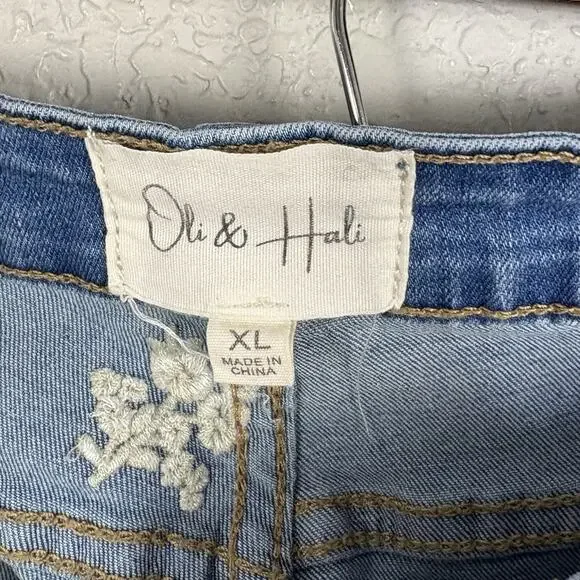 Oli & Hali
XL
MADE IN
CHINA